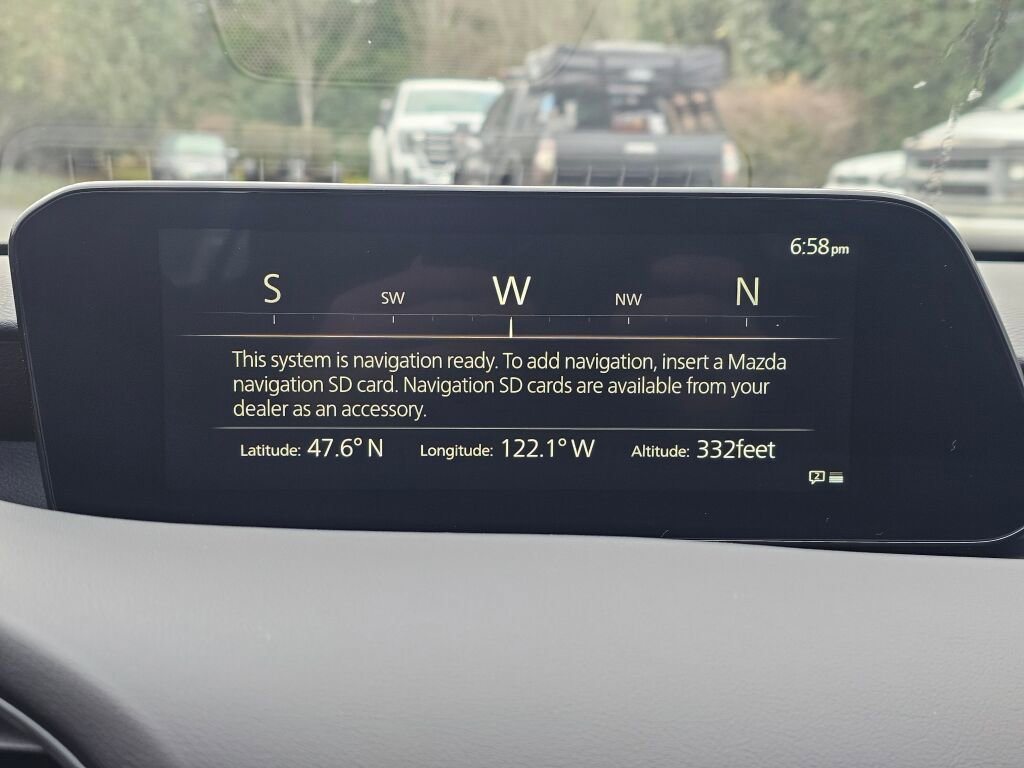 6:58pm
S SW W NW N
This system is navigation ready. To add navigation, insert a Mazda
navigation SD card. Navigation SD cards are available from your
dealer as an accessory.
Latitude: 47.6° N Longitude: 122.1° W Altitude: 332feet
2